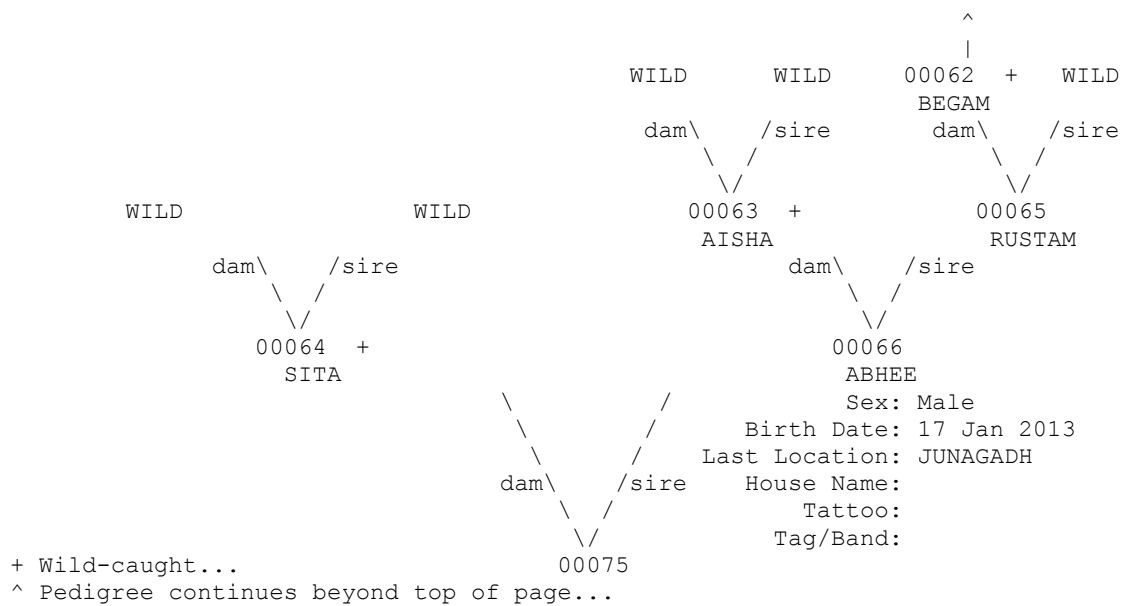 ^
|
WILD WILD 00062 + WILD
BEGAM
dam\ /sire dam\ /sire
\ / \ /
\/ \/
WILD WILD 00063 + 00065
AISHA RUSTAM
dam\ /sire dam\ /sire
\ / \ /
\/ \/
00064 + 00066
SITA ABHEE
\ / Sex: Male
\ / Birth Date: 17 Jan 2013
\ / Last Location: JUNAGADH
dam\ /sire House Name:
\ / Tattoo:
\/ Tag/Band:
+ Wild-caught... 00075
^ Pedigree continues beyond top of page...